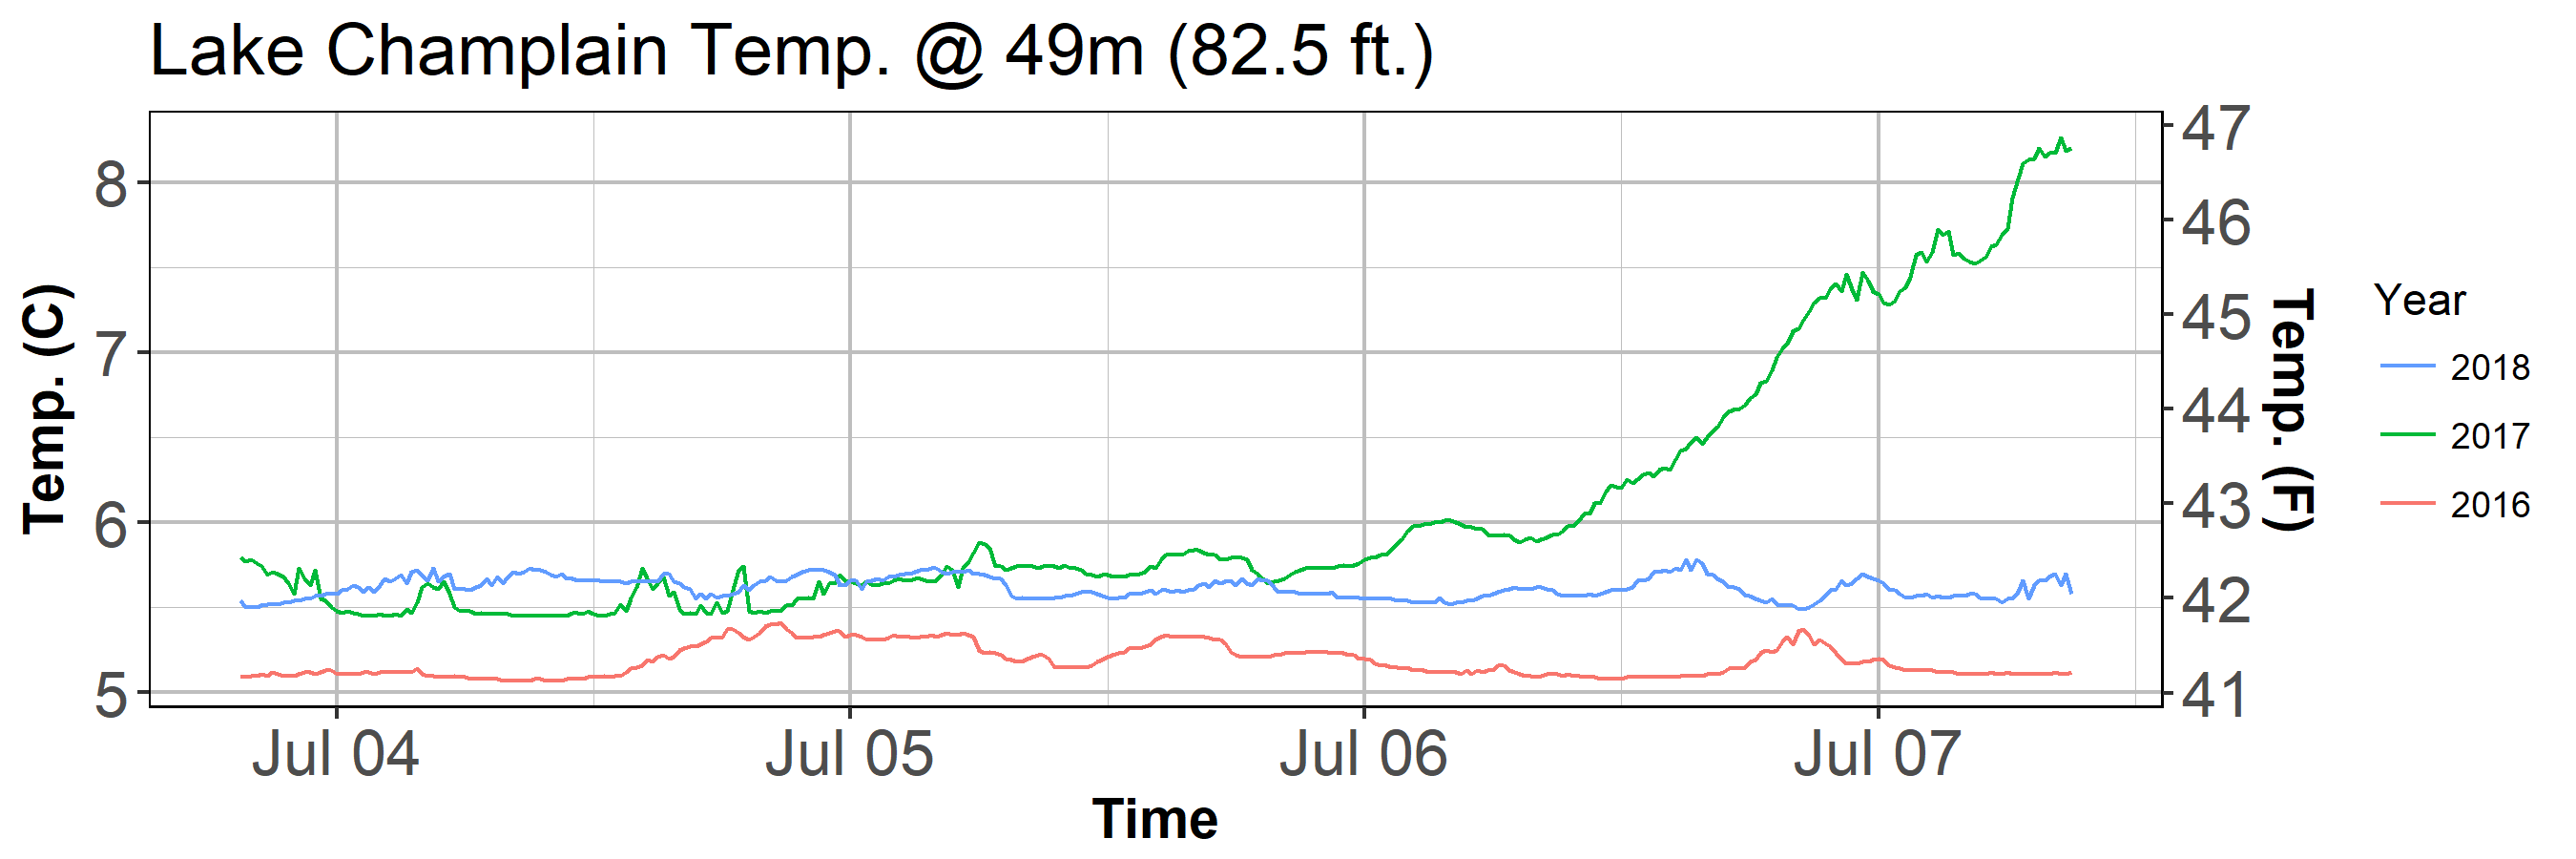 Lake Champlain Temp. @ 49m (82.5 ft.)
Temp. (C)
8
7
6
5
47
46
45
44
43
42
41
Temp. (F)
Jul 04 Jul 05 Jul 06 Jul 07
Time
Year
2018
2017
2016